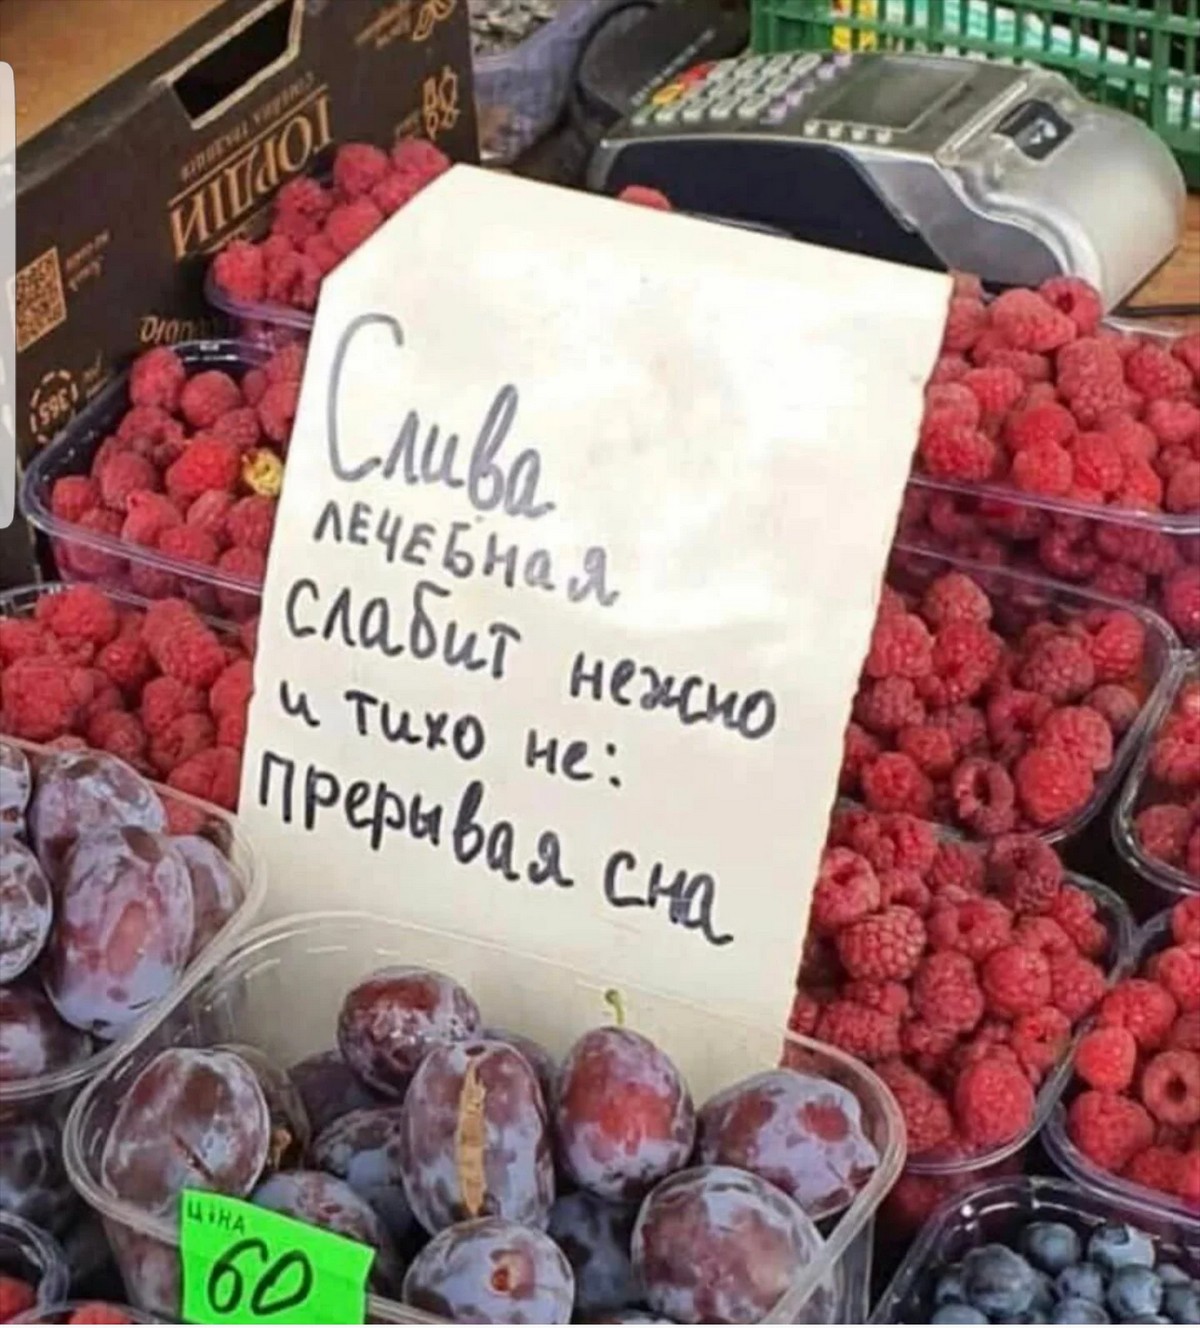 ГОРДІЙ
Слива
ЛЕЧЕБНая
слабит нежно
и тихо не:
прерывая сна
ЦІНА
60